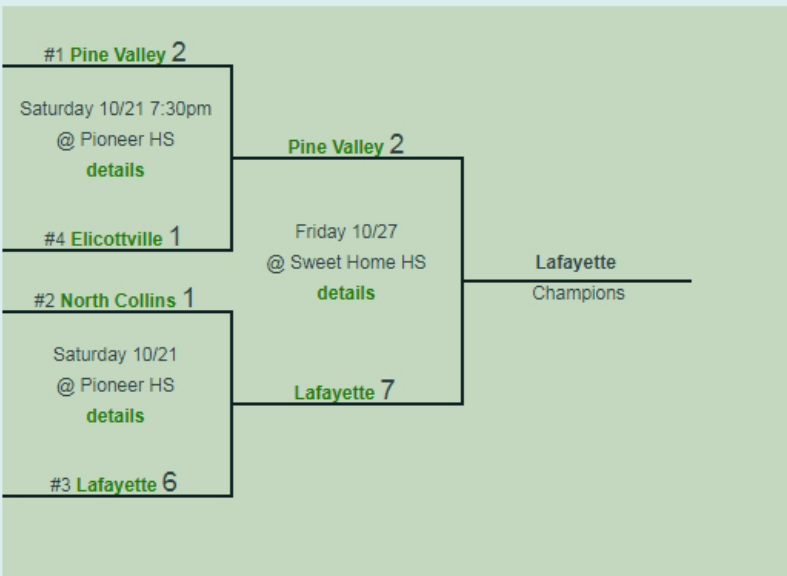 #1 Pine Valley 2
Saturday 10/21 7:30pm
@ Pioneer HS
details
#4 Elicottville 1
#2 North Collins 1
Saturday 10/21
@ Pioneer HS
details
#3 Lafayette 6
Pine Valley 2
Friday 10/27
@ Sweet Home HS
details
Lafayette 7
Lafayette
Champions